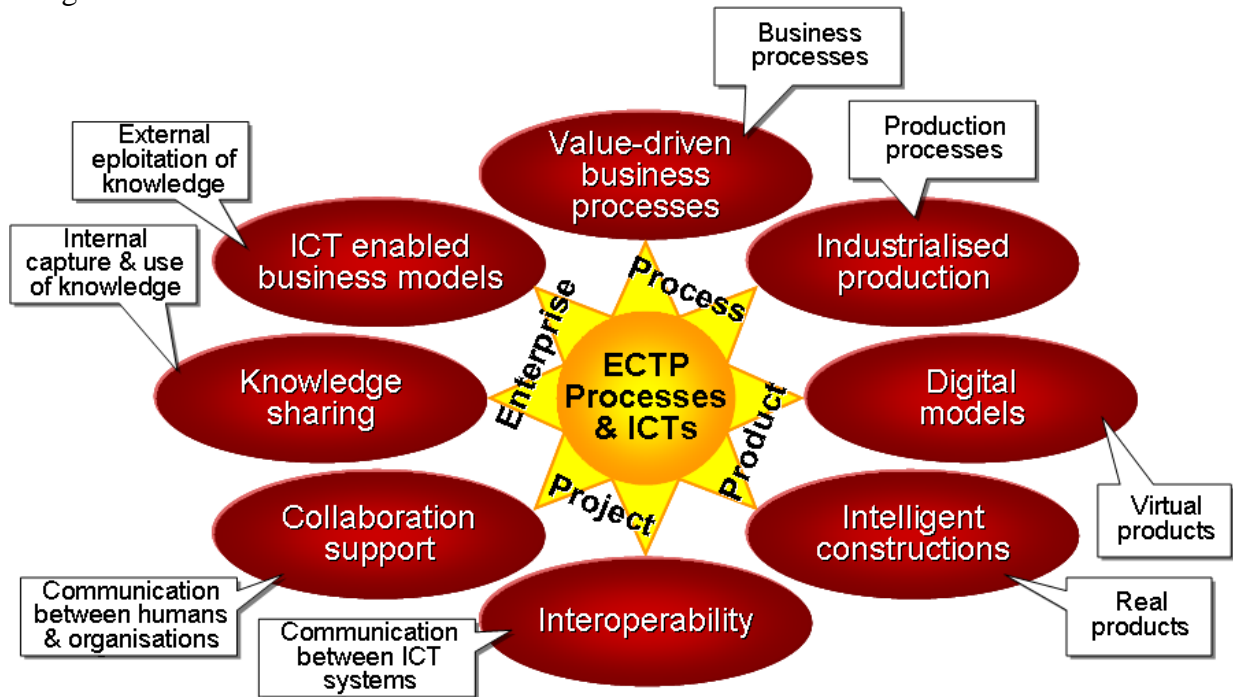 Business
processes
Value-driven
business
processes
Production
processes
External
eploitation of
knowledge
ICT enabled
business models
Industrialised
production
Internal
capture & use
of knowledge
Process
Enterprise
ECTP
Processes
& ICTs
Product
Project
Knowledge
sharing
Digital
models
Virtual
products
Collaboration
support
Intelligent
constructions
Communication
between humans
& organisations
Interoperability
Real
products
Communication
between ICT
systems